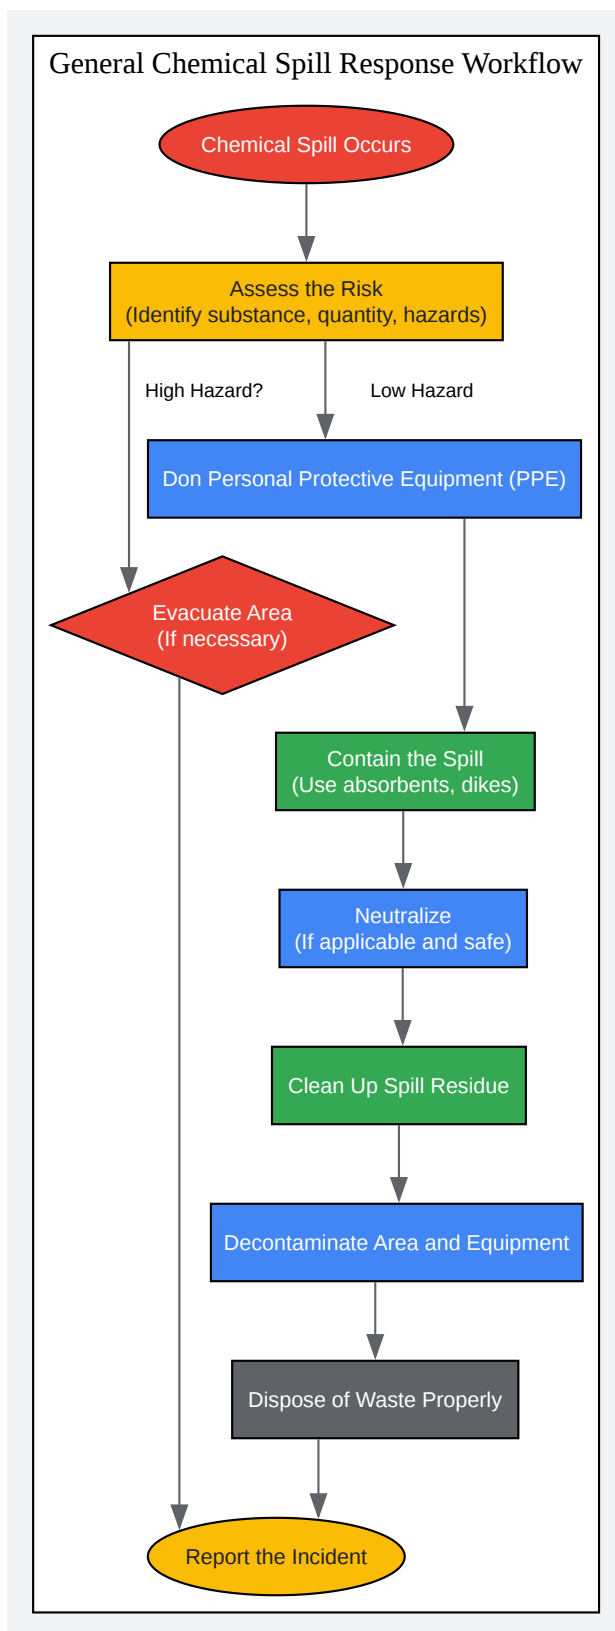 General Chemical Spill Response Workflow
Chemical Spill Occurs
Assess the Risk
(Identify substance, quantity, hazards)
High Hazard?
Low Hazard
Don Personal Protective Equipment (PPE)
Evacuate Area
(If necessary)
Contain the Spill
(Use absorbents, dikes)
Neutralize
(If applicable and safe)
Clean Up Spill Residue
Decontaminate Area and Equipment
Dispose of Waste Properly
Report the Incident